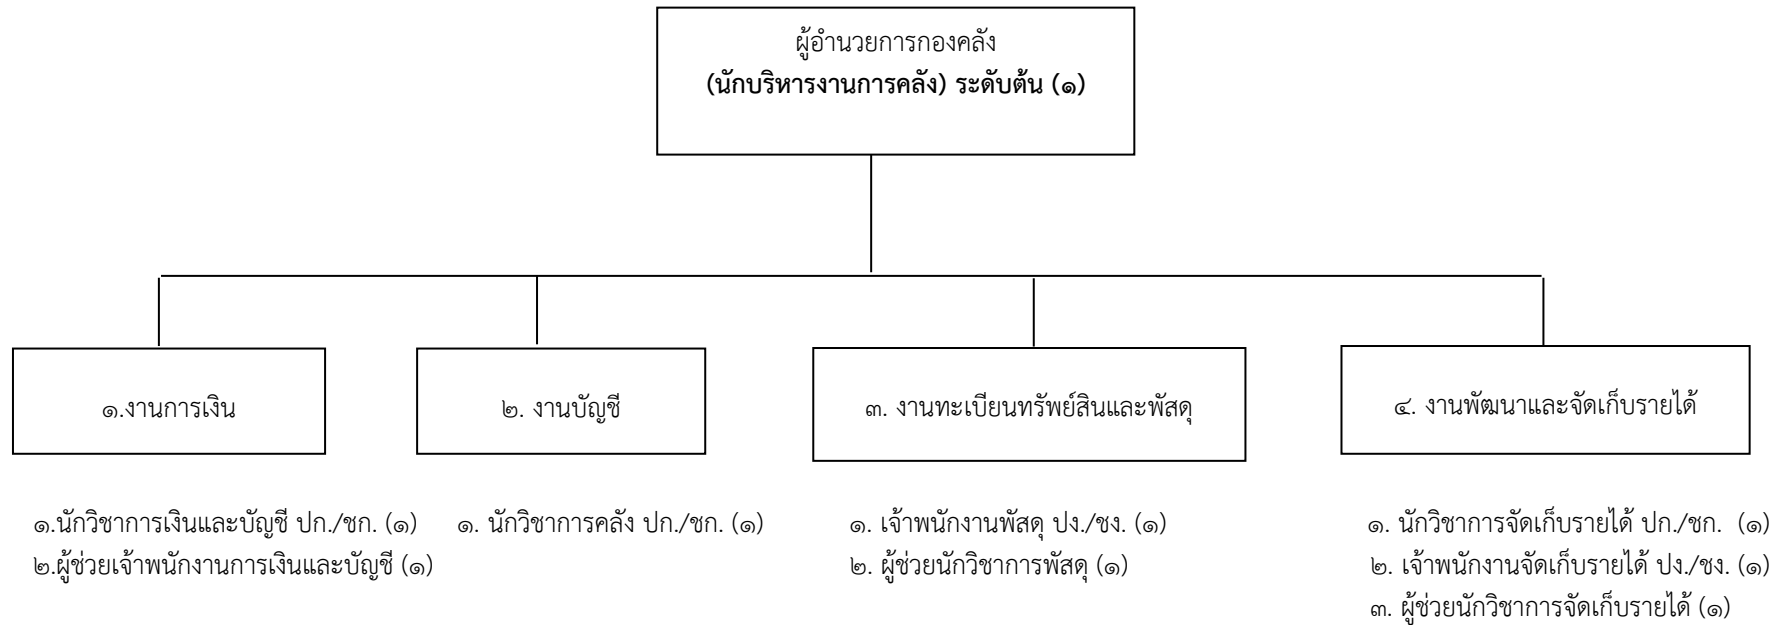 ผู้อำนวยการกองคลัง
(นักบริหารงานการคลัง) ระดับต้น (๑)
๑.งานการเงิน
๒. งานบัญชี
๓. งานทะเบียนทรัพย์สินและพัสดุ
๔. งานพัฒนาและจัดเก็บรายได้
๑.นักวิชาการเงินและบัญชี ปก./ชก. (๑)
๒.ผู้ช่วยเจ้าพนักงานการเงินและบัญชี (๑)
๑. นักวิชาการคลัง ปก./ชก. (๑)
๑. เจ้าพนักงานพัสดุ ปง./ชง. (๑)
๒. ผู้ช่วยนักวิชาการพัสดุ (๑)
๑. นักวิชาการจัดเก็บรายได้ ปก./ชก. (๑)
๒. เจ้าพนักงานจัดเก็บรายได้ ปง./ชง. (๑)
๓. ผู้ช่วยนักวิชาการจัดเก็บรายได้ (๑)